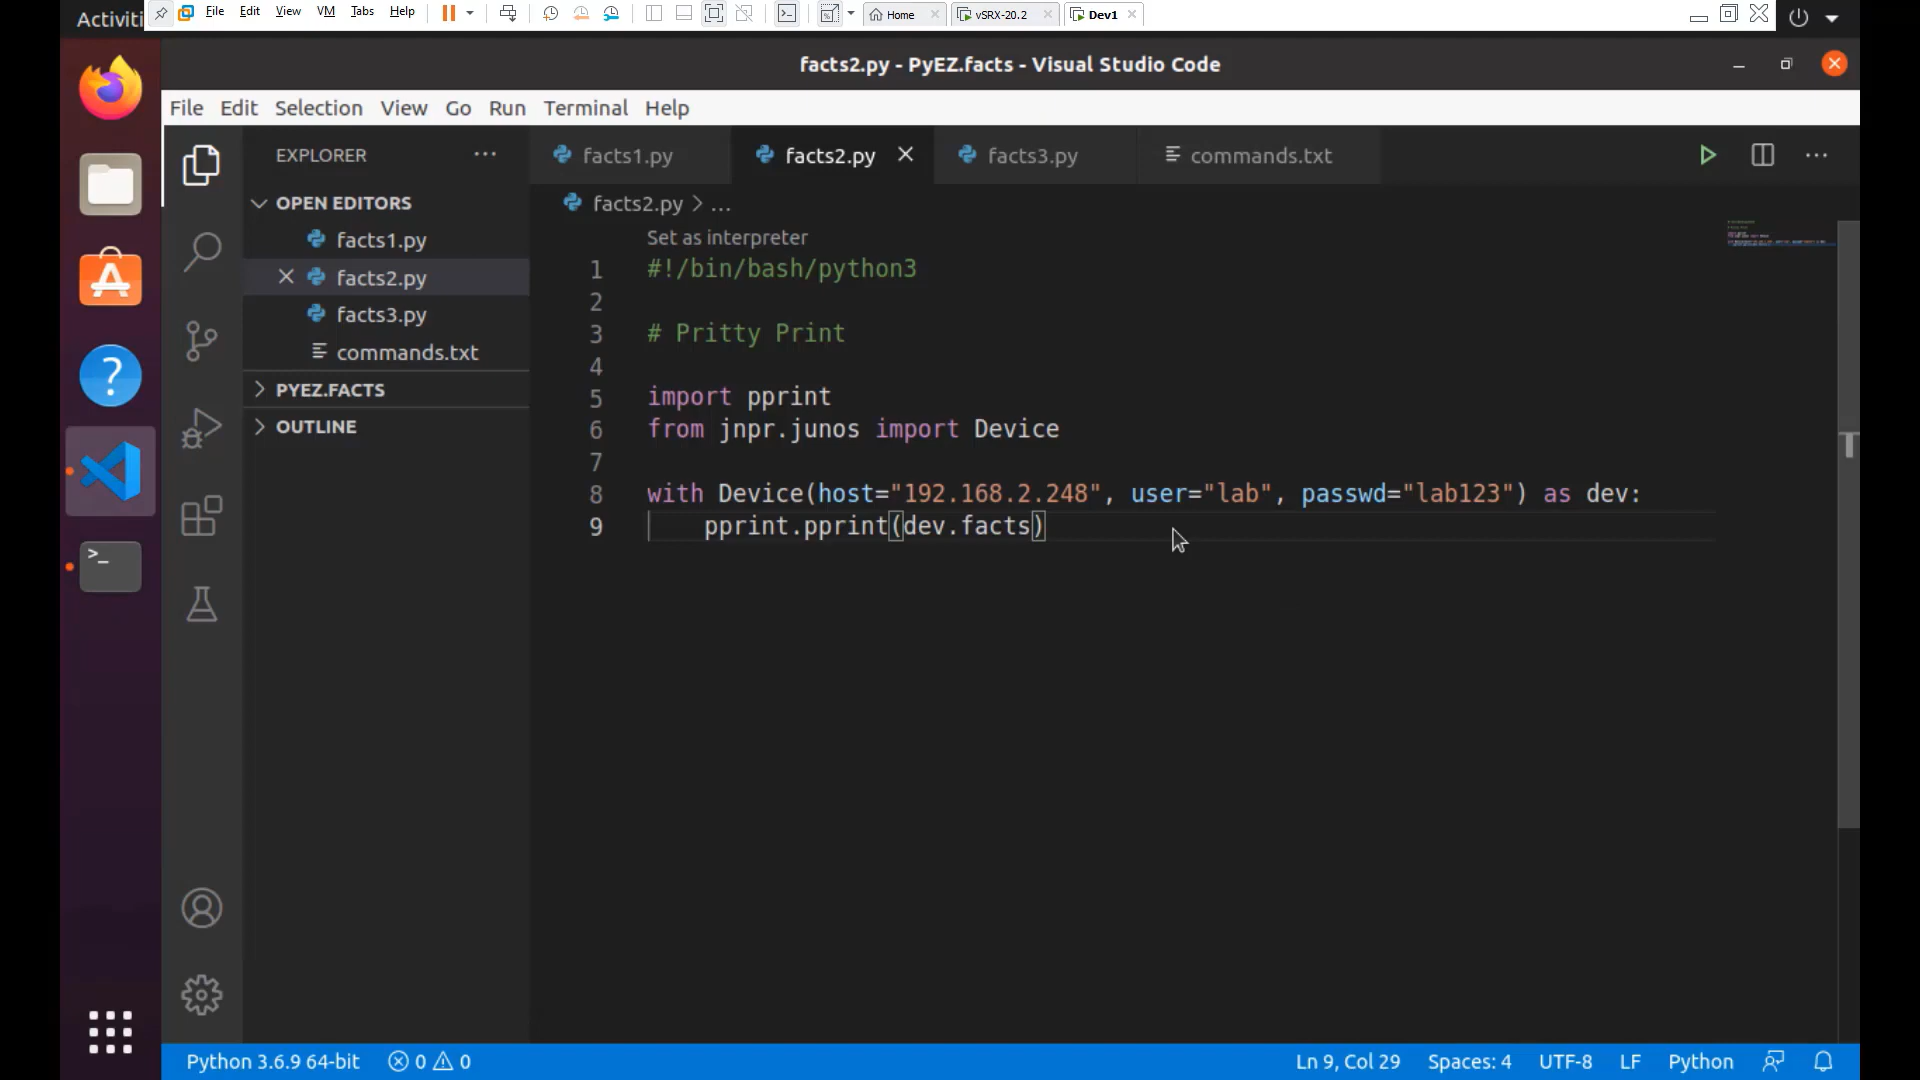 Activiti
File Edit View VM Tabs Help
Home
vSRX-20.2
Dev1
facts2.py - PyEZ.facts - Visual Studio Code
File Edit Selection View Go Run Terminal Help
EXPLORER
facts1.py
facts2.py
facts3.py
commands.txt
OPEN EDITORS
facts1.py
facts2.py
facts3.py
commands.txt
PYEZ.FACTS
OUTLINE
facts2.py > ...
Set as interpreter
1 #!/bin/bash/python3
2
3 # Pritty Print
4
5 import pprint
6 from jnpr.junos import Device
7
8 with Device(host="192.168.2.248", user="lab", passwd="lab123") as dev:
9 pprint.pprint(dev.facts)
Python 3.6.9 64-bit 0 0 Ln 9, Col 29 Spaces: 4 UTF-8 LF Python